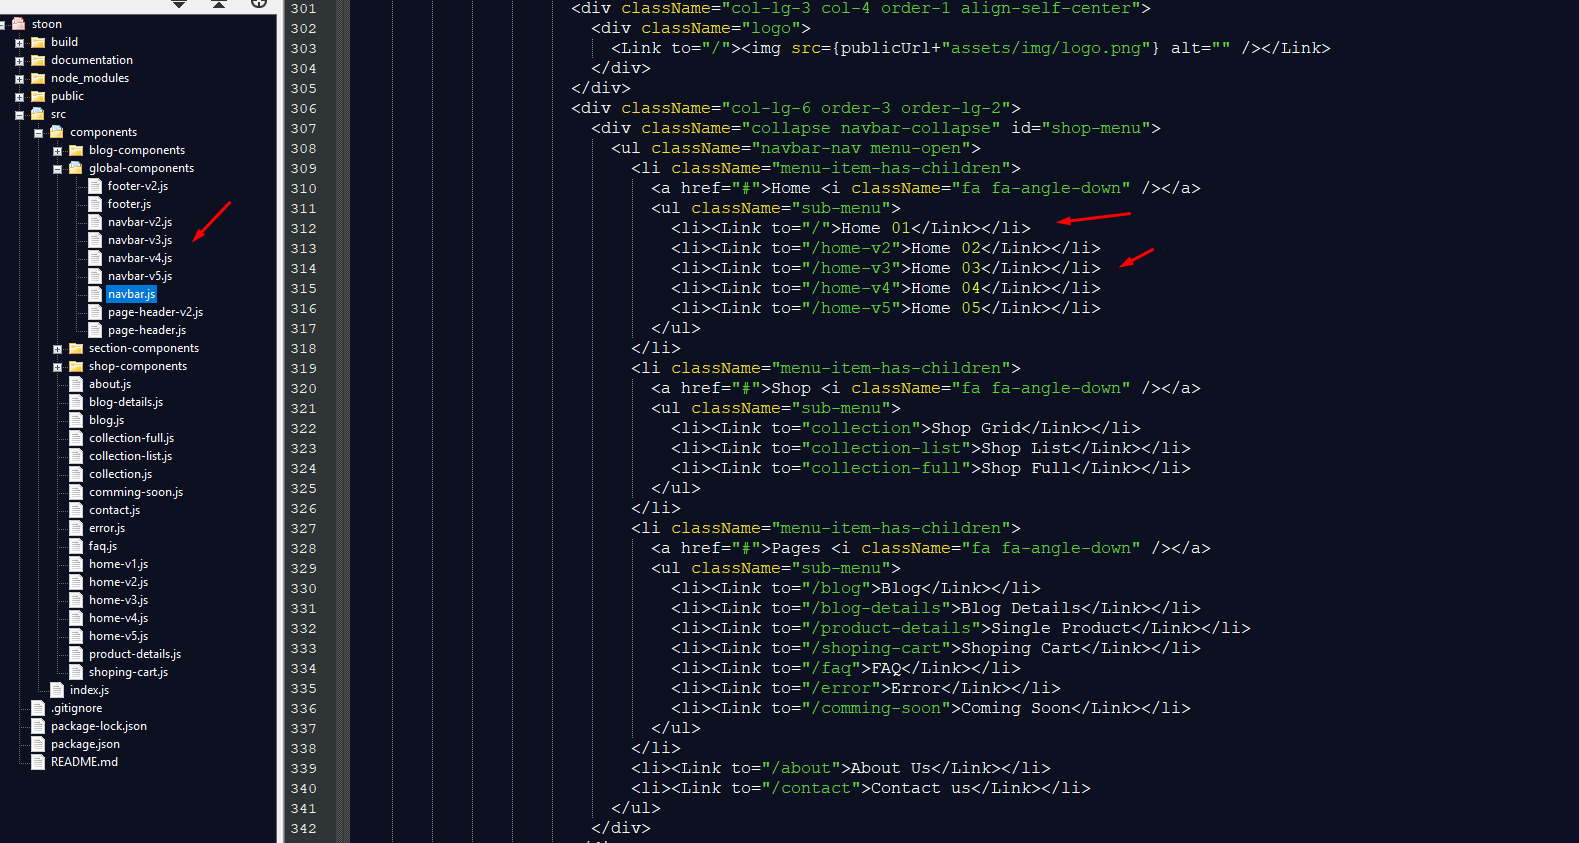 stoon
build
documentation
node_modules
public
src
components
blog-components
global-components
footer-v2.js
footer.js
navbar-v2.js
navbar-v3.js
navbar-v4.js
navbar-v5.js
navbar.js
page-header-v2.js
page-header.js
section-components
shop-components
about.js
blog-details.js
blog.js
collection-full.js
collection-list.js
collection.js
comming-soon.js
contact.js
error.js
faq.js
home-v1.js
home-v2.js
home-v3.js
home-v4.js
home-v5.js
product-details.js
shoping-cart.js
index.js
.gitignore
package-lock.json
package.json
README.md
301 <div className="col-lg-3 col-4 order-1 align-self-center">
302 <div className="logo">
303 <Link to="/"><img src={publicUrl+"assets/img/logo.png"} alt="" /></Link>
304 </div>
305 </div>
306 <div className="col-lg-6 order-3 order-lg-2">
307 <div className="collapse navbar-collapse" id="shop-menu">
308 <ul className="navbar-nav menu-open">
309 <li className="menu-item-has-children">
310 <a href="#">Home <i className="fa fa-angle-down" /></a>
311 <ul className="sub-menu">
312 <li><Link to="/">Home 01</Link></li>
313 <li><Link to="/home-v2">Home 02</Link></li>
314 <li><Link to="/home-v3">Home 03</Link></li>
315 <li><Link to="/home-v4">Home 04</Link></li>
316 <li><Link to="/home-v5">Home 05</Link></li>
317 </ul>
318 </li>
319 <li className="menu-item-has-children">
320 <a href="#">Shop <i className="fa fa-angle-down" /></a>
321 <ul className="sub-menu">
322 <li><Link to="collection">Shop Grid</Link></li>
323 <li><Link to="collection-list">Shop List</Link></li>
324 <li><Link to="collection-full">Shop Full</Link></li>
325 </ul>
326 </li>
327 <li className="menu-item-has-children">
328 <a href="#">Pages <i className="fa fa-angle-down" /></a>
329 <ul className="sub-menu">
330 <li><Link to="/blog">Blog</Link></li>
331 <li><Link to="/blog-details">Blog Details</Link></li>
332 <li><Link to="/product-details">Single Product</Link></li>
333 <li><Link to="/shoping-cart">Shoping Cart</Link></li>
334 <li><Link to="/faq">FAQ</Link></li>
335 <li><Link to="/error">Error</Link></li>
336 <li><Link to="/comming-soon">Coming Soon</Link></li>
337 </ul>
338 </li>
339 <li><Link to="/about">About Us</Link></li>
340 <li><Link to="/contact">Contact us</Link></li>
341 </ul>
342 </div>